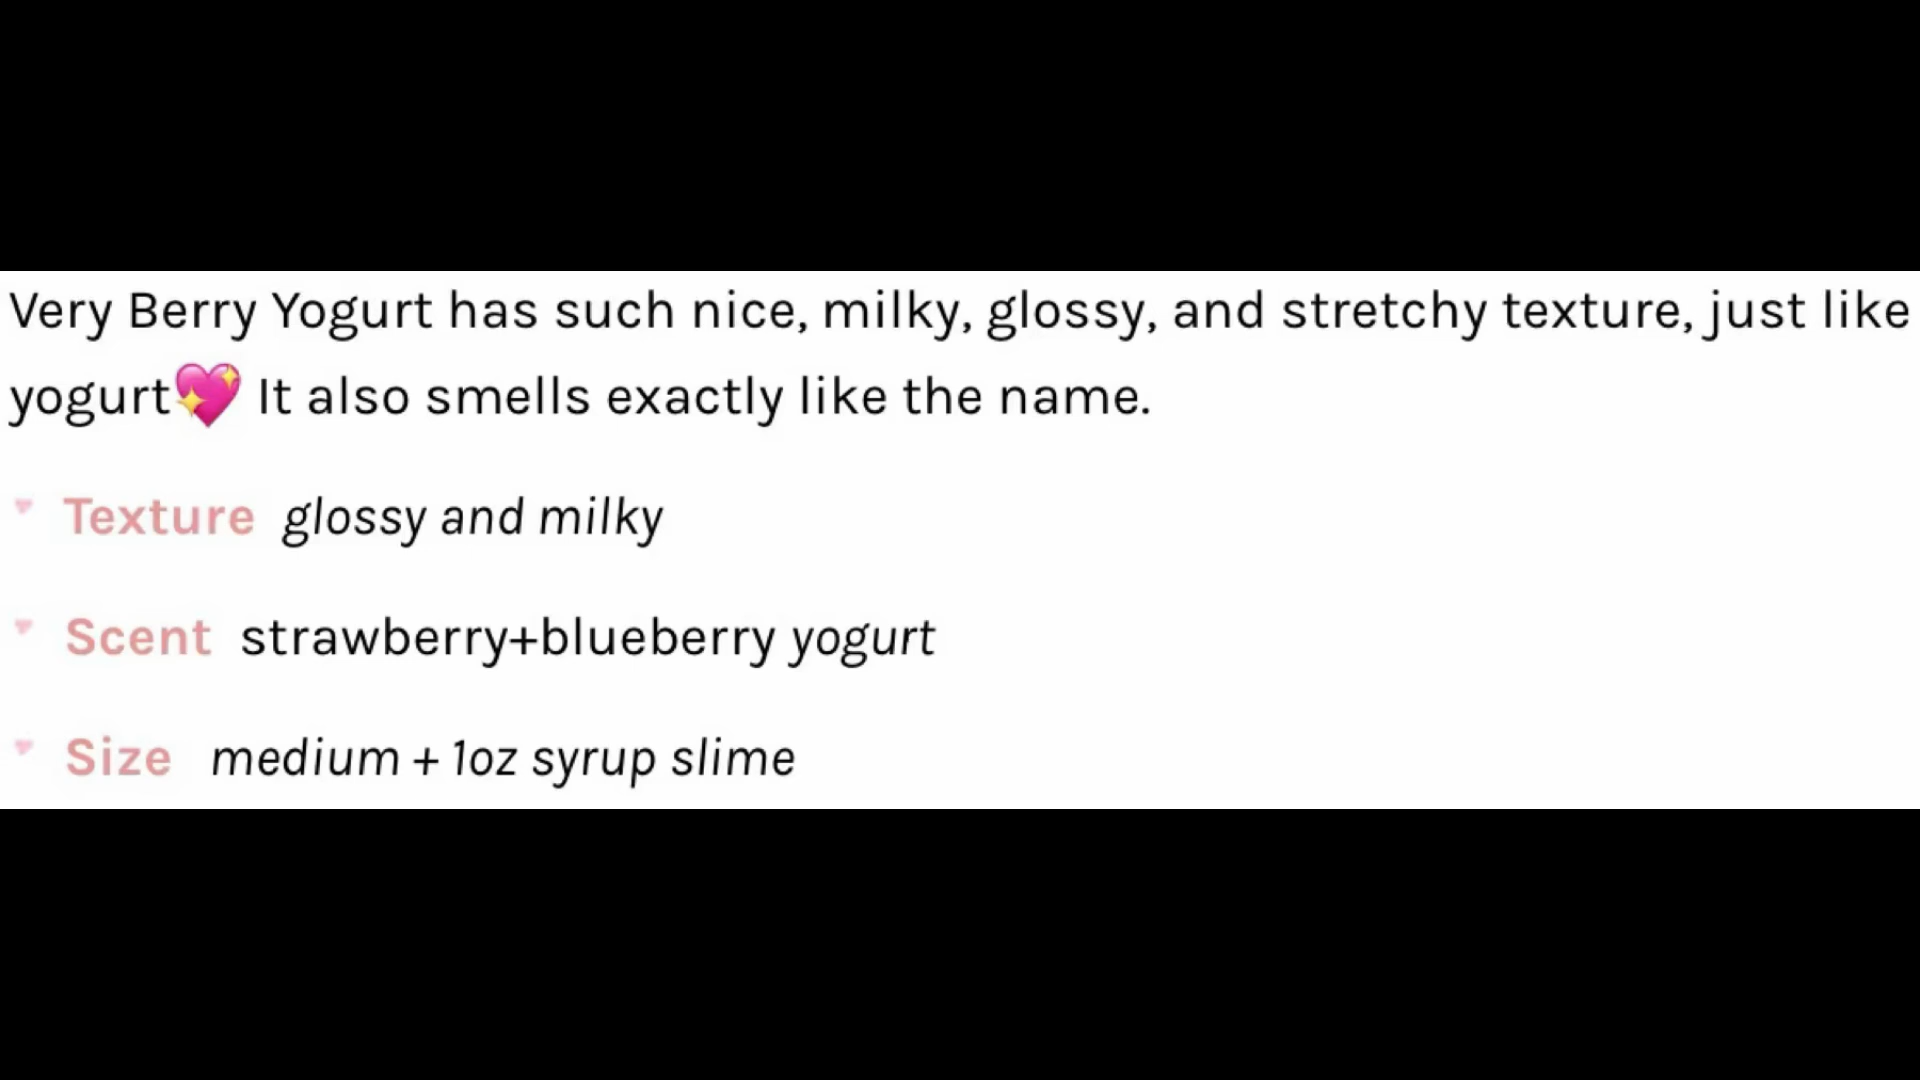 Very Berry Yogurt has such nice, milky, glossy, and stretchy texture, just like
yogurt💖 It also smells exactly like the name.
Texture glossy and milky
Scent strawberry+blueberry yogurt
Size medium + 1oz syrup slime